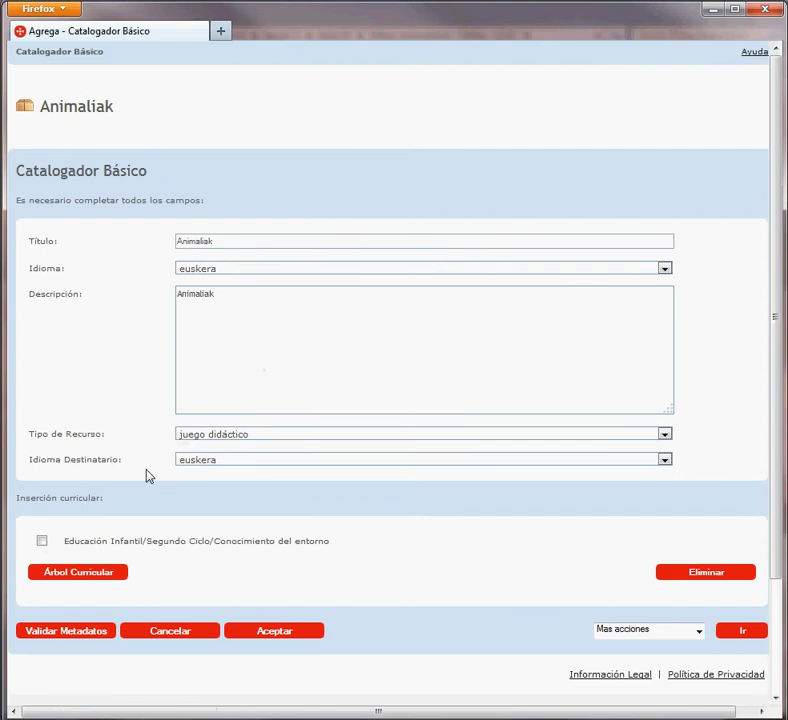 Firefox
Agrega - Catalogador Básico
Catalogador Básico
Ayuda
Animaliak
Catalogador Básico
Es necesario completar todos los campos:
Título: Animaliak
Idioma: euskera
Descripción: Animaliak
Tipo de Recurso: juego didáctico
Idioma Destinatario: euskera
Inserción curricular:
Educación Infantil/Segundo Ciclo/Conocimiento del entorno
Árbol Curricular Eliminar
Validar Metadatos Cancelar Aceptar Mas acciones Ir
Información Legal | Política de Privacidad